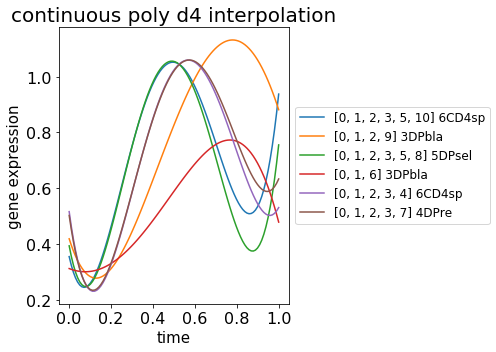 continuous poly d4 interpolation
gene expression
1.0
0.8
0.6
0.4
0.2
0.0 0.2 0.4 0.6 0.8 1.0
time
[0, 1, 2, 3, 5, 10] 6CD4sp
[0, 1, 2, 9] 3DPbla
[0, 1, 2, 3, 5, 8] 5DPsel
[0, 1, 6] 3DPbla
[0, 1, 2, 3, 4] 6CD4sp
[0, 1, 2, 3, 7] 4DPre